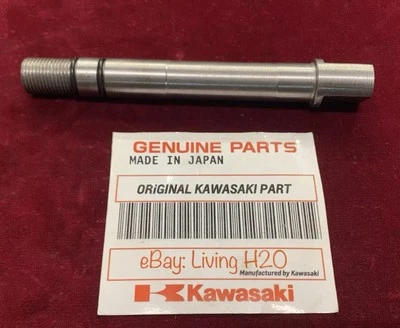 GENUINE PARTS
MADE IN JAPAN
ORiGINAL KAWASAKI PART
eBay: Living H2O
Manufactured by Kawasaki
Kawasaki